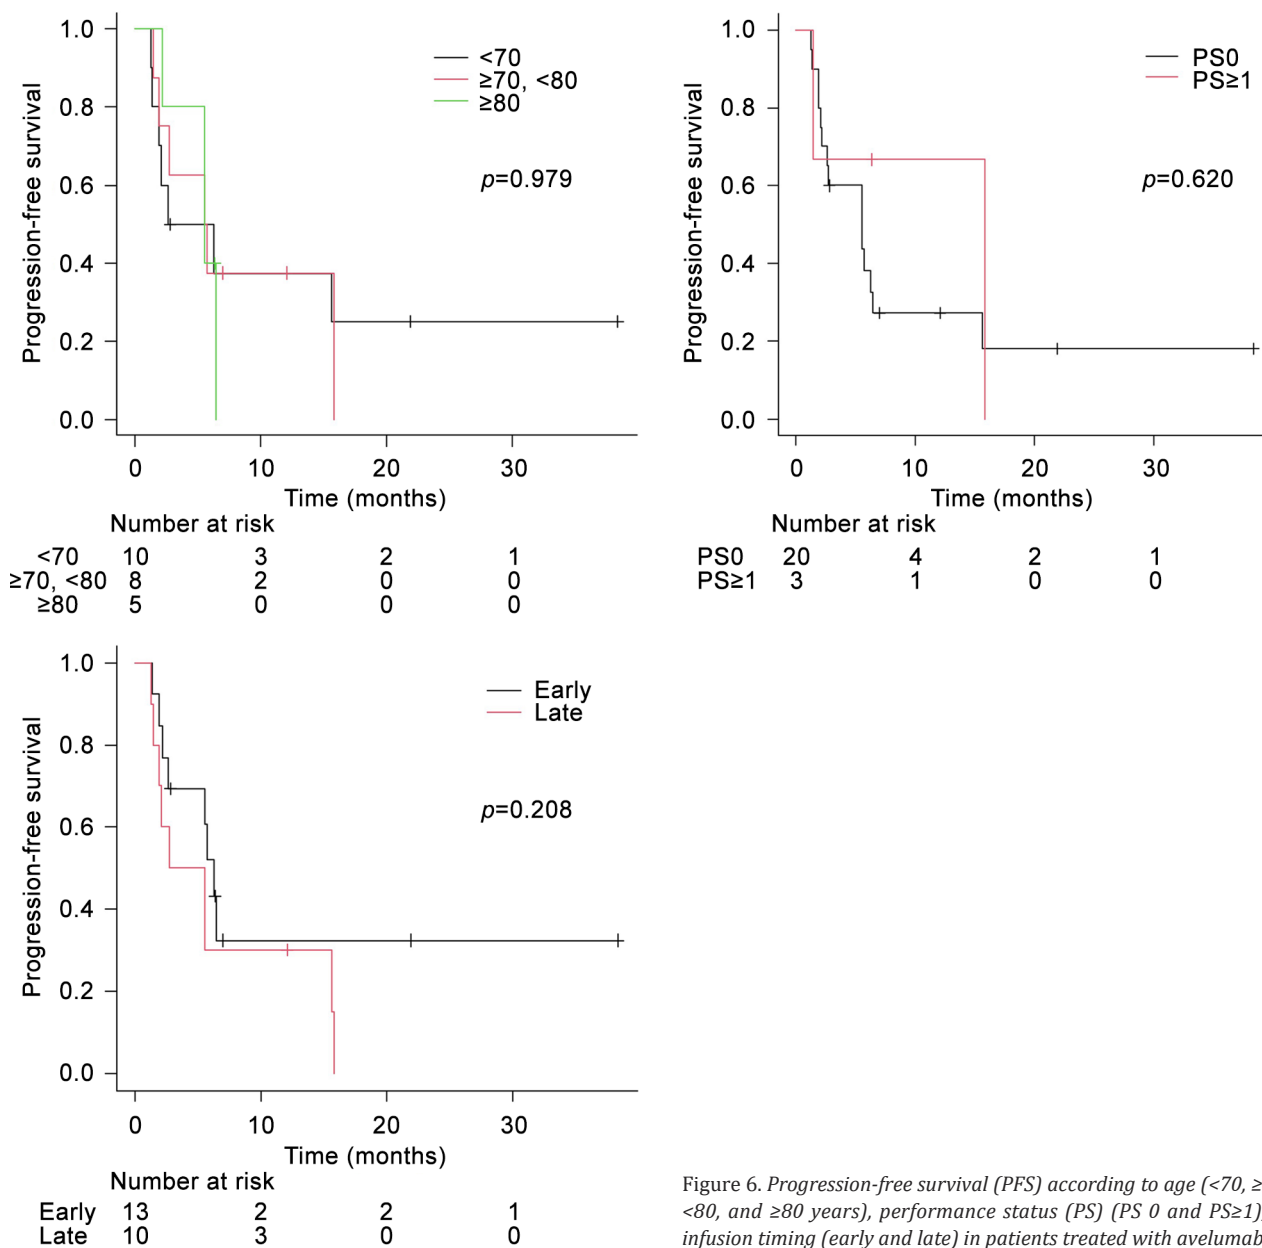 1.0
0.8
0.6
0.4
0.2
0.0
Progression-free survival
<70
≥70, <80
≥80
p=0.979
0 10 20 30
Time (months)
Number at risk
<70 10 3 2 1
≥70, <80 8 2 0 0
≥80 5 0 0 0
1.0
0.8
0.6
0.4
0.2
0.0
Progression-free survival
PS0
PS≥1
p=0.620
0 10 20 30
Time (months)
Number at risk
PS0 20 4 2 1
PS≥1 3 1 0 0
1.0
0.8
0.6
0.4
0.2
0.0
Progression-free survival
Early
Late
p=0.208
0 10 20 30
Time (months)
Number at risk
Early 13 2 2 1
Late 10 3 0 0
Figure 6. Progression-free survival (PFS) according to age (<70, ≥
<80, and ≥80 years), performance status (PS) (PS 0 and PS≥1)
infusion timing (early and late) in patients treated with avelumab